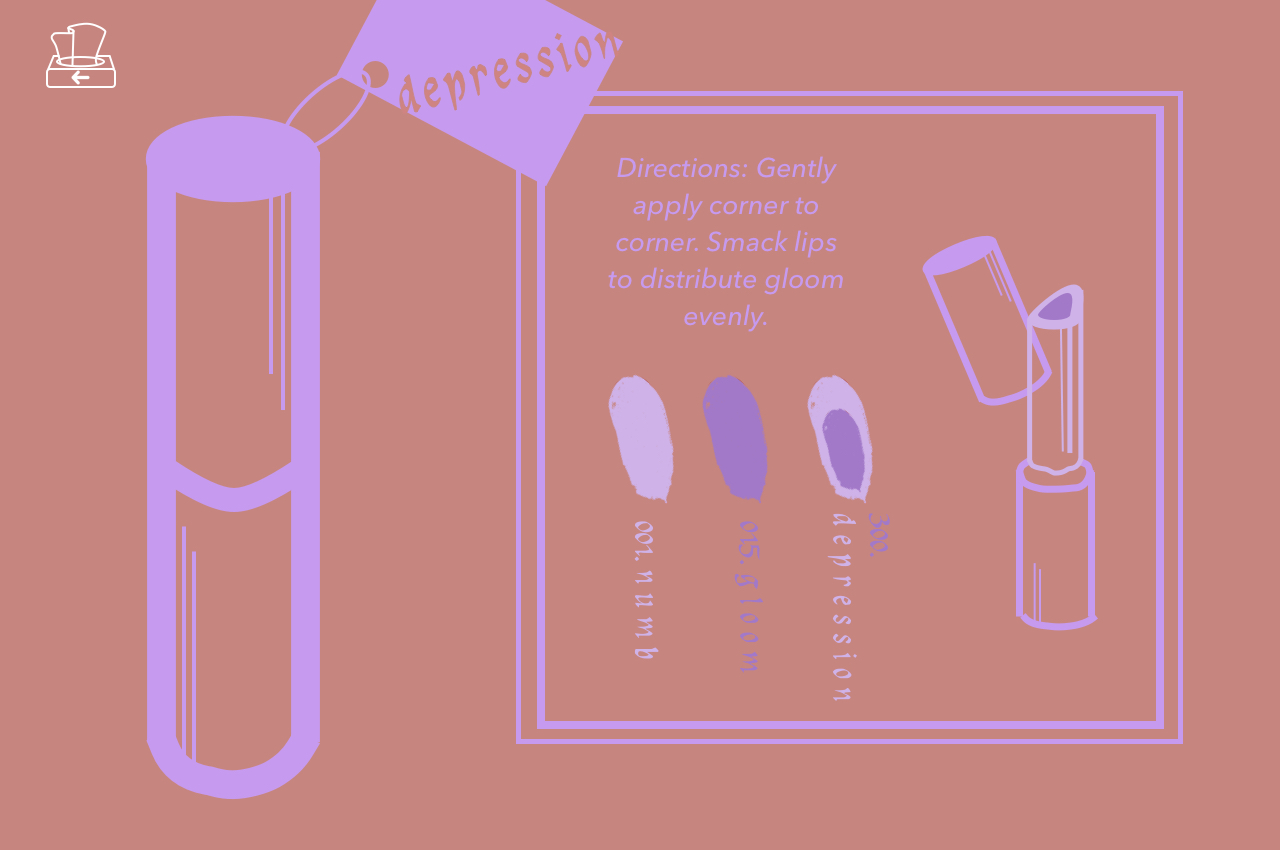 depression
Directions: Gently
apply corner to
corner. Smack lips
to distribute gloom
evenly.
001. numb
015. gloom
300.
depression